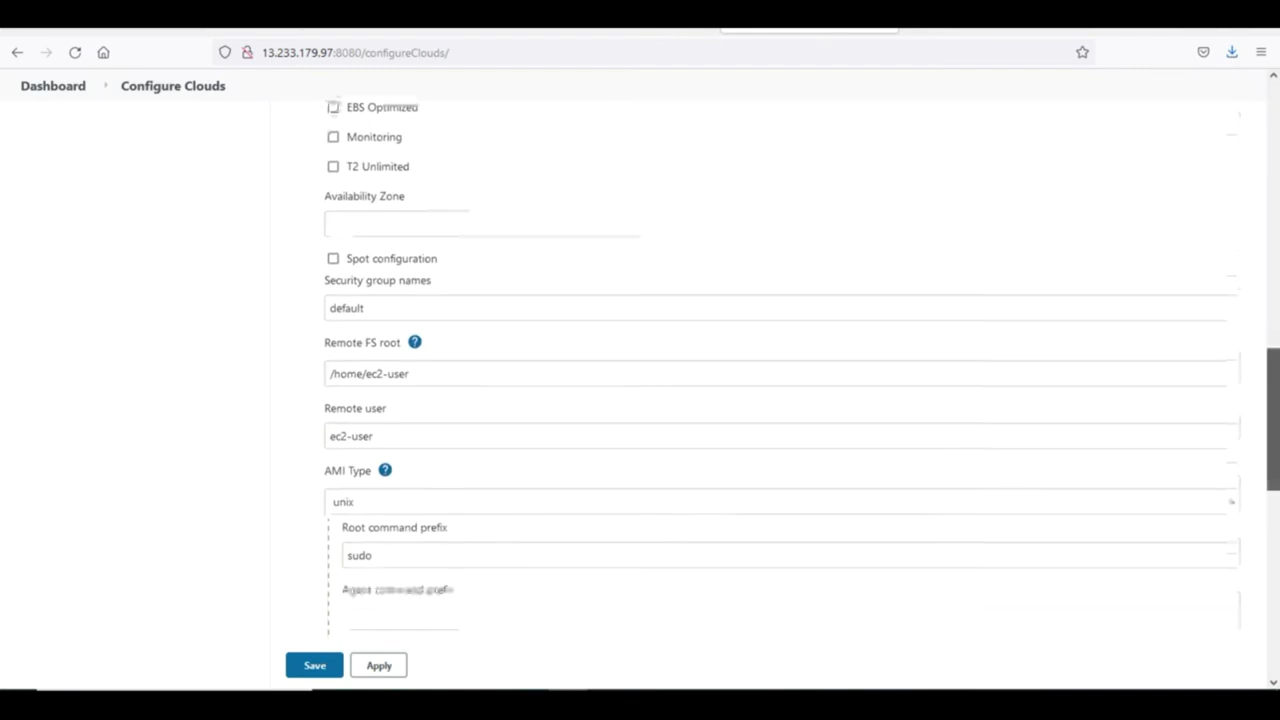 13.233.179.97:8080/configureClouds/
Dashboard › Configure Clouds
EBS Optimized
Monitoring
T2 Unlimited
Availability Zone
Spot configuration
Security group names
default
Remote FS root ?
/home/ec2-user
Remote user
ec2-user
AMI Type ?
unix
Root command prefix
sudo
Agent command prefix
Save Apply